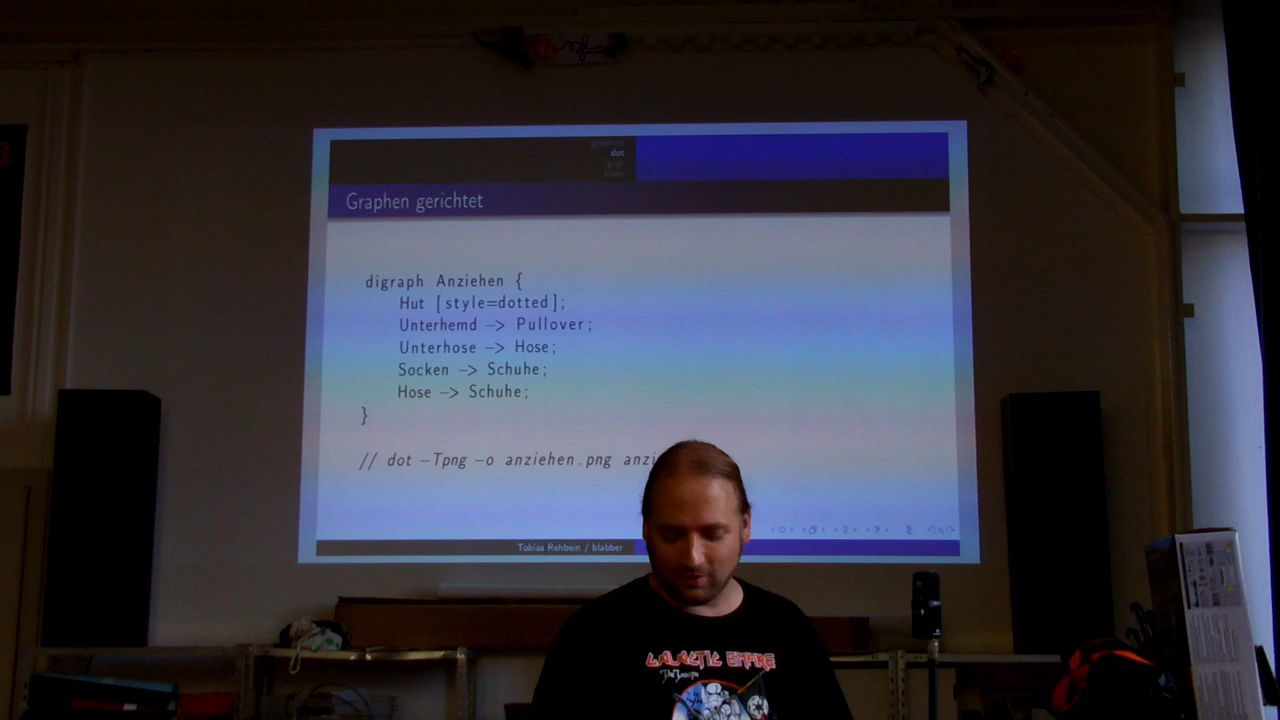 dot
Graphen gerichtet
digraph Anziehen {
Hut [style=dotted];
Unterhemd -> Pullover;
Unterhose -> Hose;
Socken -> Schuhe;
Hose -> Schuhe;
}
// dot -Tpng -o anziehen.png anzi
Tobias Rehbein / blabber
GALACTIC EMPIRE